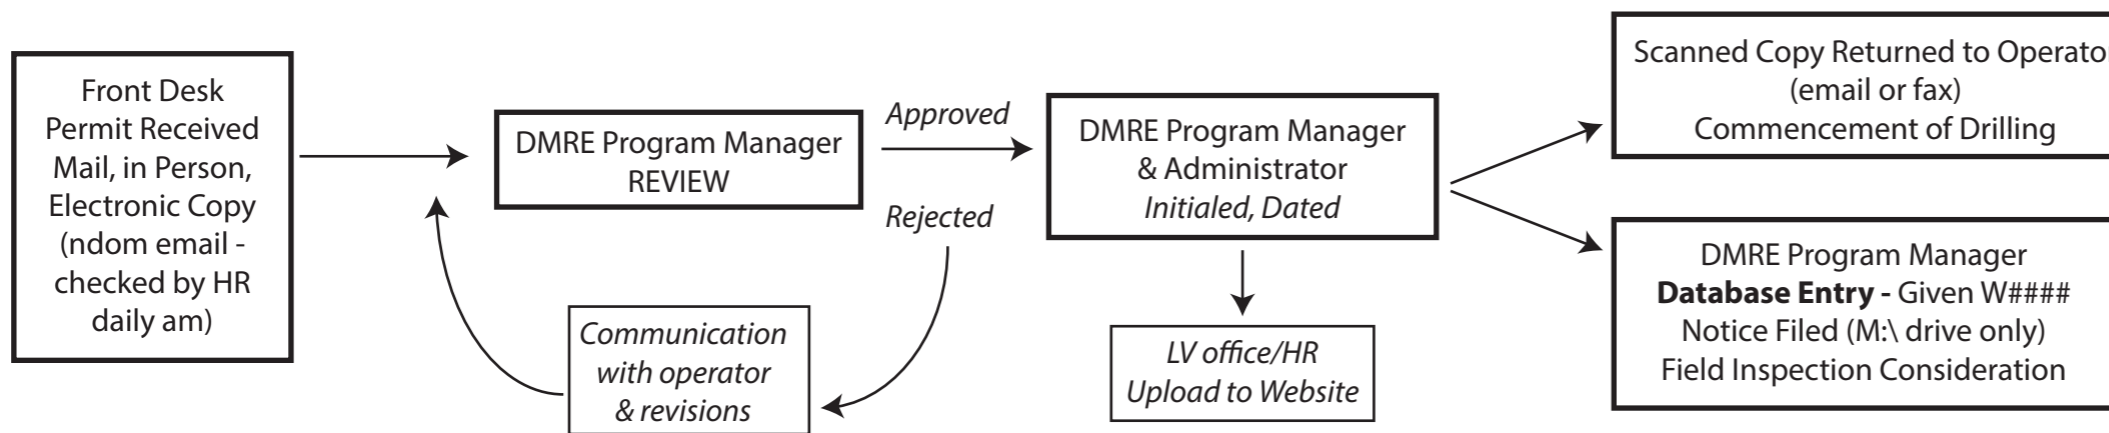 Front Desk
Permit Received
Mail, in Person,
Electronic Copy
(ndom email -
checked by HR
daily am)
DMRE Program Manager
REVIEW
Approved
Rejected
Communication
with operator
& revisions
DMRE Program Manager
& Administrator
Initialed, Dated
LV office/HR
Upload to Website
Scanned Copy Returned to Operator
(email or fax)
Commencement of Drilling
DMRE Program Manager
Database Entry - Given W####
Notice Filed (M:\ drive only)
Field Inspection Consideration